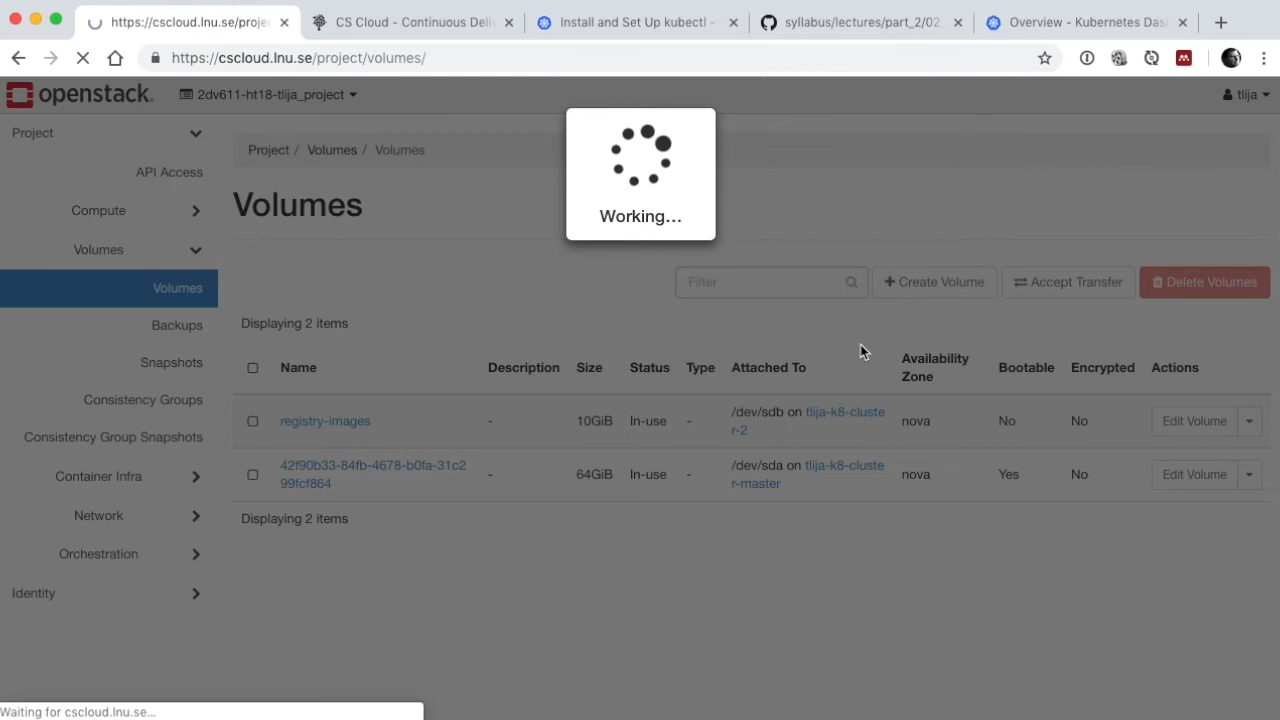 https://cscloud.lnu.se/proje
CS Cloud - Continuous Deli
Install and Set Up kubectl -
syllabus/lectures/part_2/02
Overview - Kubernetes Das
https://cscloud.lnu.se/project/volumes/
openstack.
2dv611-ht18-tlija_project
tlija
Project
API Access
Compute
Volumes
Volumes
Backups
Snapshots
Consistency Groups
Consistency Group Snapshots
Container Infra
Network
Orchestration
Identity
Project / Volumes / Volumes
Working...
Volumes
Filter
Create Volume
Accept Transfer
Delete Volumes
Displaying 2 items
Name Description Size Status Type Attached To Availability Zone Bootable Encrypted Actions
registry-images - 10GiB In-use - /dev/sdb on tlija-k8-cluste
r-2 nova No No Edit Volume
42f90b33-84fb-4678-b0fa-31c2
99fcf864 - 64GiB In-use - /dev/sda on tlija-k8-cluste
r-master nova Yes No Edit Volume
Displaying 2 items
Waiting for cscloud.lnu.se...